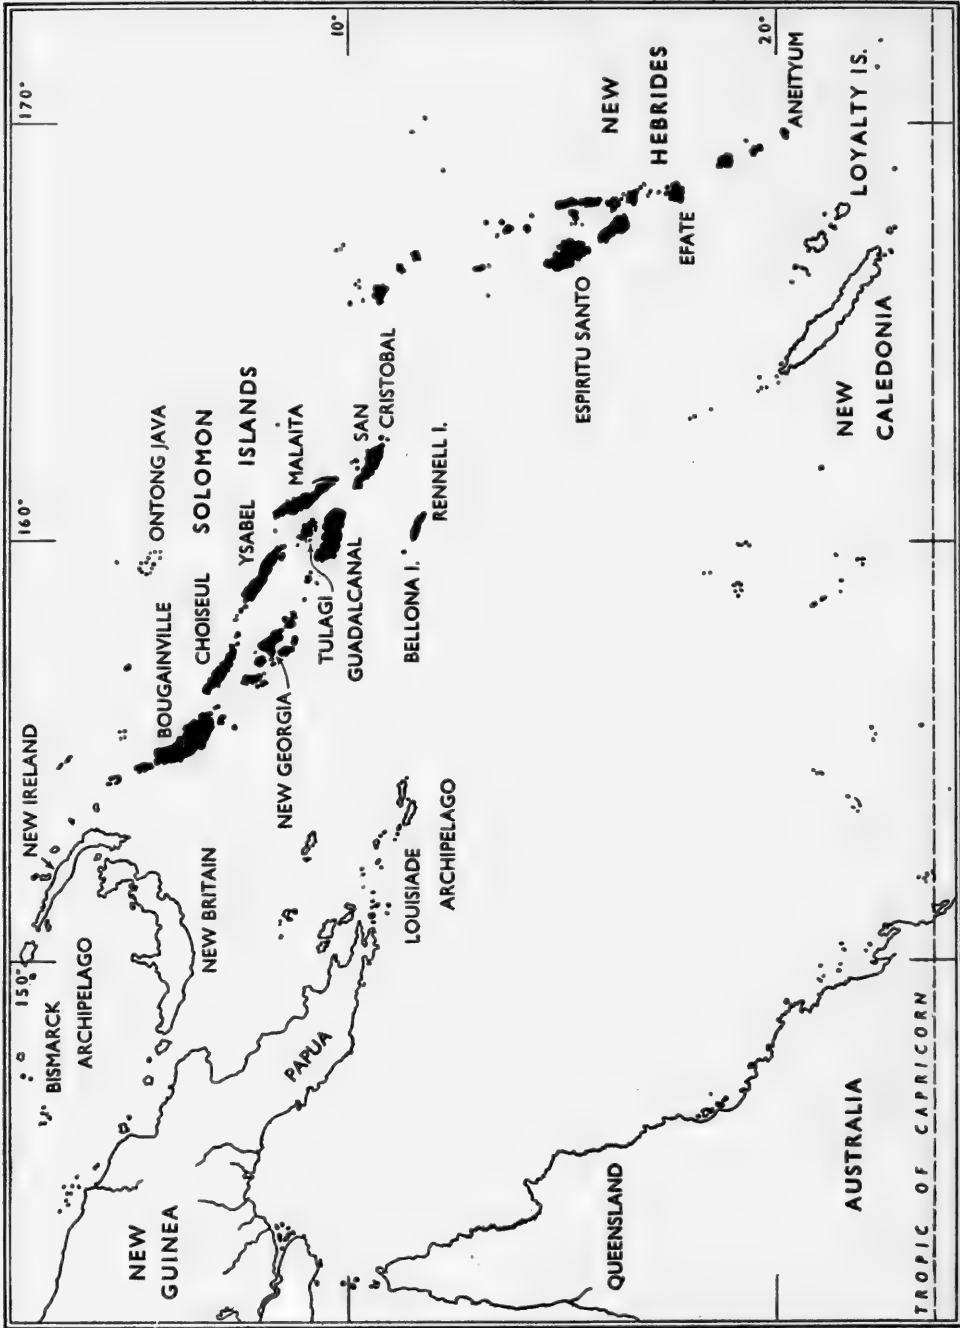 150°
160°
170°
10°
20°
NEW IRELAND
BISMARCK
ARCHIPELAGO
NEW BRITAIN
NEW
GUINEA
PAPUA
BOUGAINVILLE
ONTONG JAVA
CHOISEUL
SOLOMON
YSABEL
ISLANDS
MALAITA
NEW GEORGIA
TULAGI
GUADALCANAL
SAN
CRISTOBAL
BELLONA I.
RENNELL I.
LOUISIADE
ARCHIPELAGO
ESPIRITU SANTO
NEW
HEBRIDES
EFATE
ANEITYUM
LOYALTY IS.
NEW
CALEDONIA
QUEENSLAND
AUSTRALIA
TROPIC OF CAPRICORN